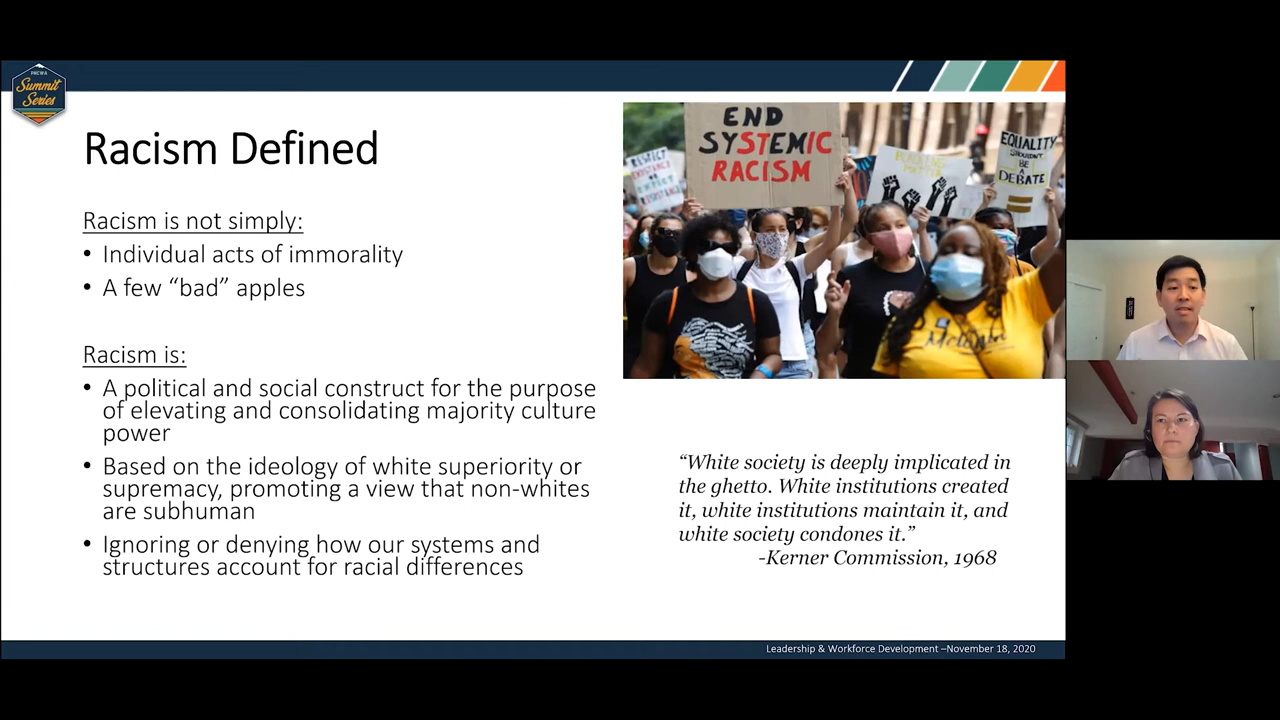 PNCWA
Summit
Series
Racism Defined
Racism is not simply:
• Individual acts of immorality
• A few “bad” apples
Racism is:
• A political and social construct for the purpose
of elevating and consolidating majority culture
power
• Based on the ideology of white superiority or
supremacy, promoting a view that non-whites
are subhuman
• Ignoring or denying how our systems and
structures account for racial differences
END
SYSTEMIC
RACISM
RESPECT
EXISTENCE
RESISTANCE
MATTER
EQUALITY
SHOULDN'T
BE
A
DEBATE
=
“White society is deeply implicated in
the ghetto. White institutions created
it, white institutions maintain it, and
white society condones it.”
-Kerner Commission, 1968
Leadership & Workforce Development –November 18, 2020